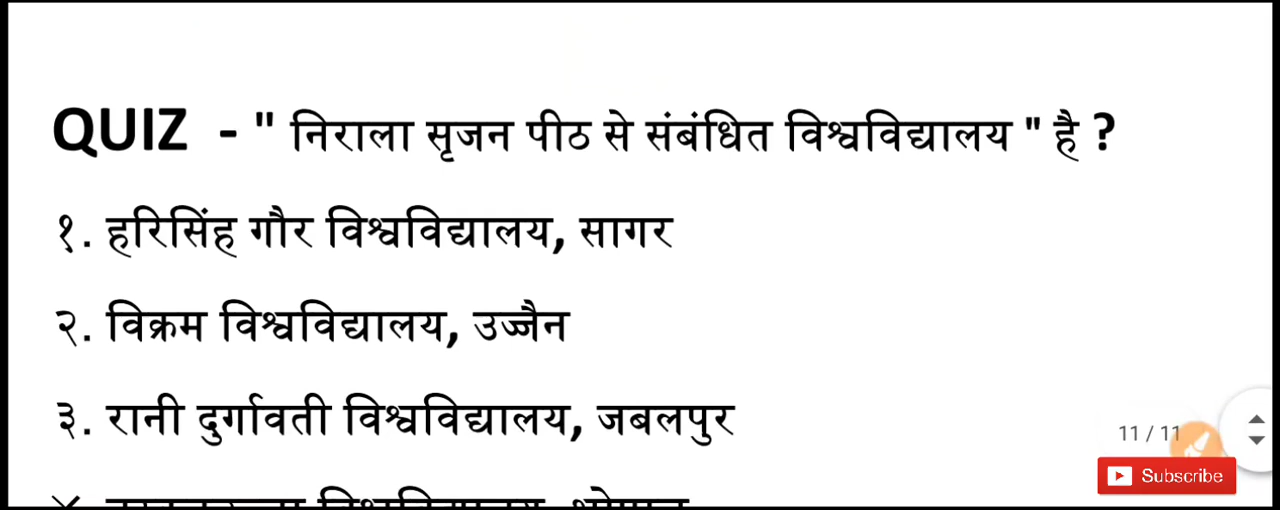 QUIZ - " निराला सृजन पीठ से संबंधित विश्वविद्यालय " है ?
१. हरिसिंह गौर विश्वविद्यालय, सागर
२. विक्रम विश्वविद्यालय, उज्जैन
३. रानी दुर्गावती विश्वविद्यालय, जबलपुर
11 / 11
Subscribe